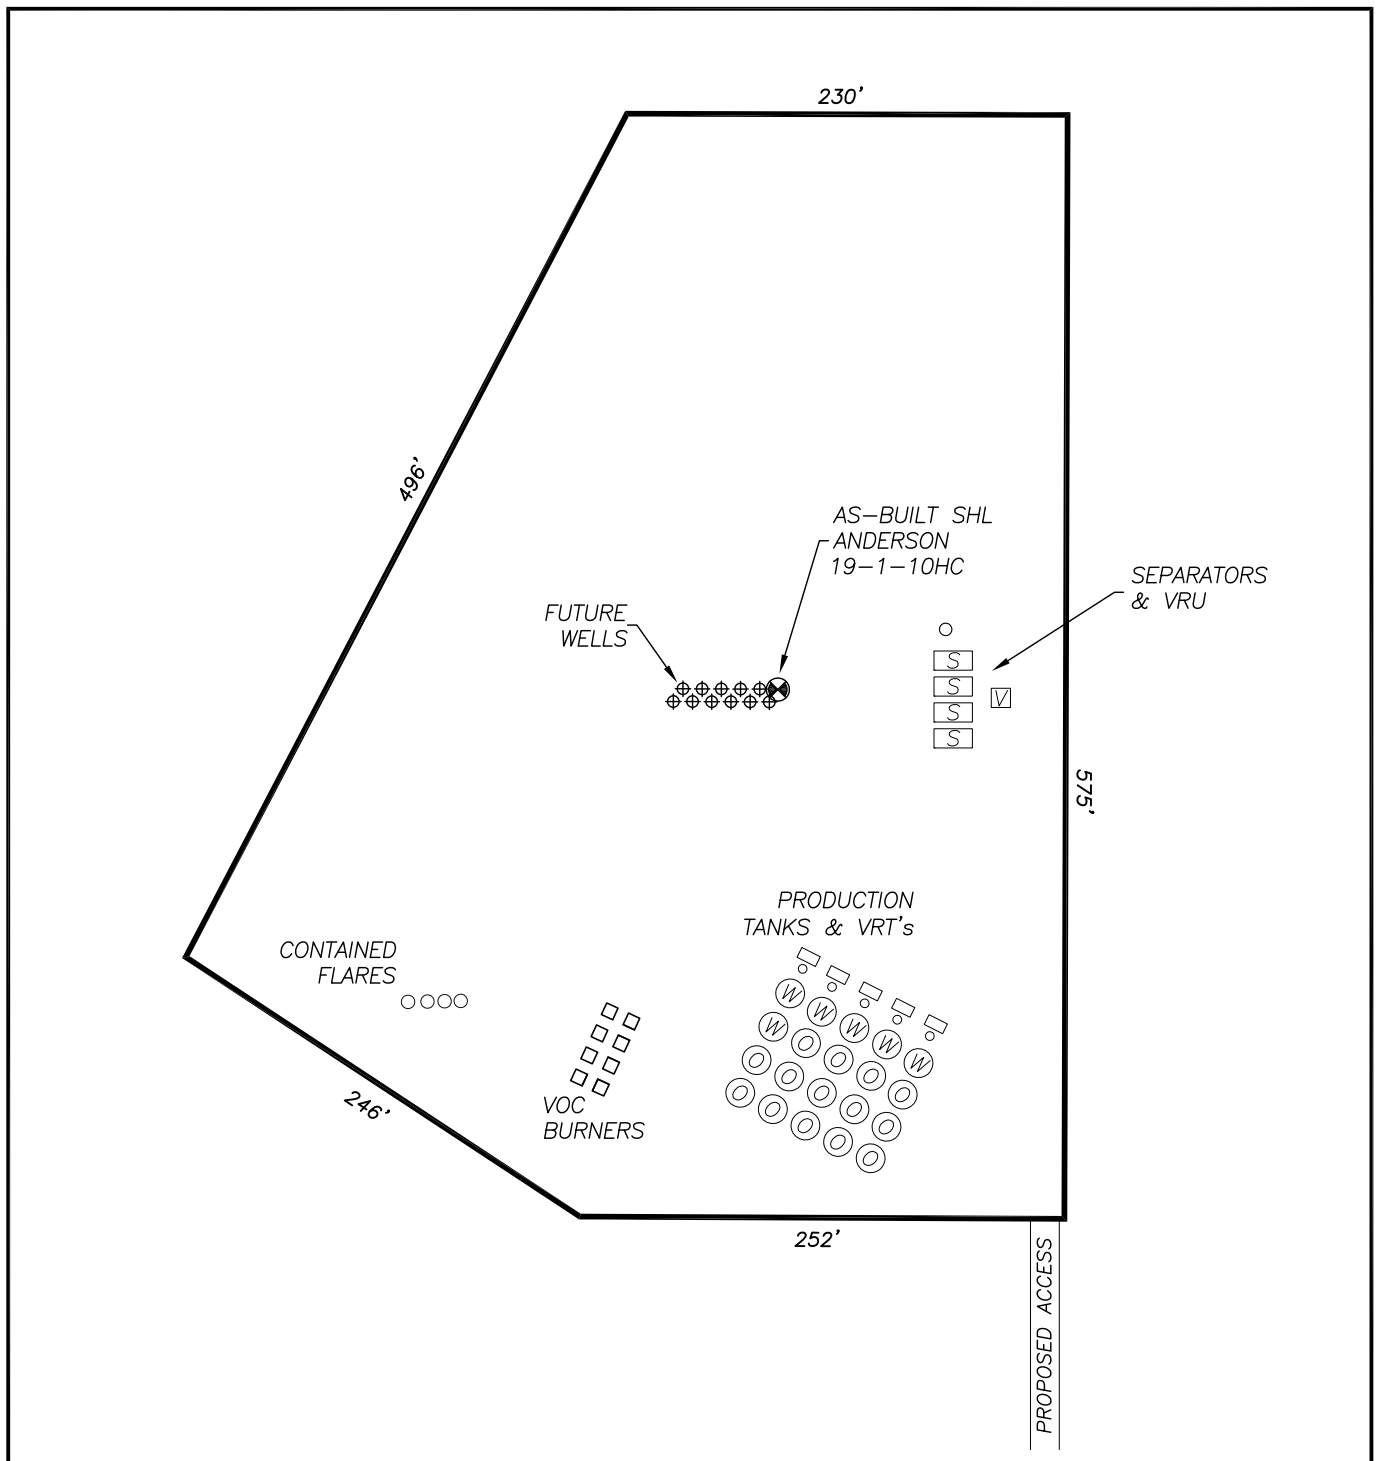 230'
496'
AS-BUILT SHL
ANDERSON
19-1-10HC
SEPARATORS
& VRU
FUTURE
WELLS
S
S
V
S
S
575'
PRODUCTION
TANKS & VRT's
CONTAINED
FLARES
W
W
W
W
W
W
O
O
O
O
O
O
O
O
O
O
O
O
O
O
VOC
BURNERS
246'
252'
PROPOSED ACCESS